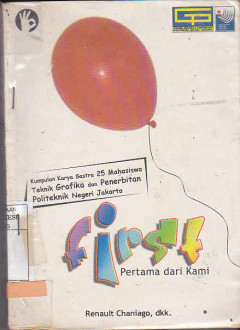 Kumpulan Karya Sastra 25 Mahasiswa
Teknik Grafika dan Penerbitan
Politeknik Negeri Jakarta
first
Pertama dari Kami
Renault Chaniago, dkk.